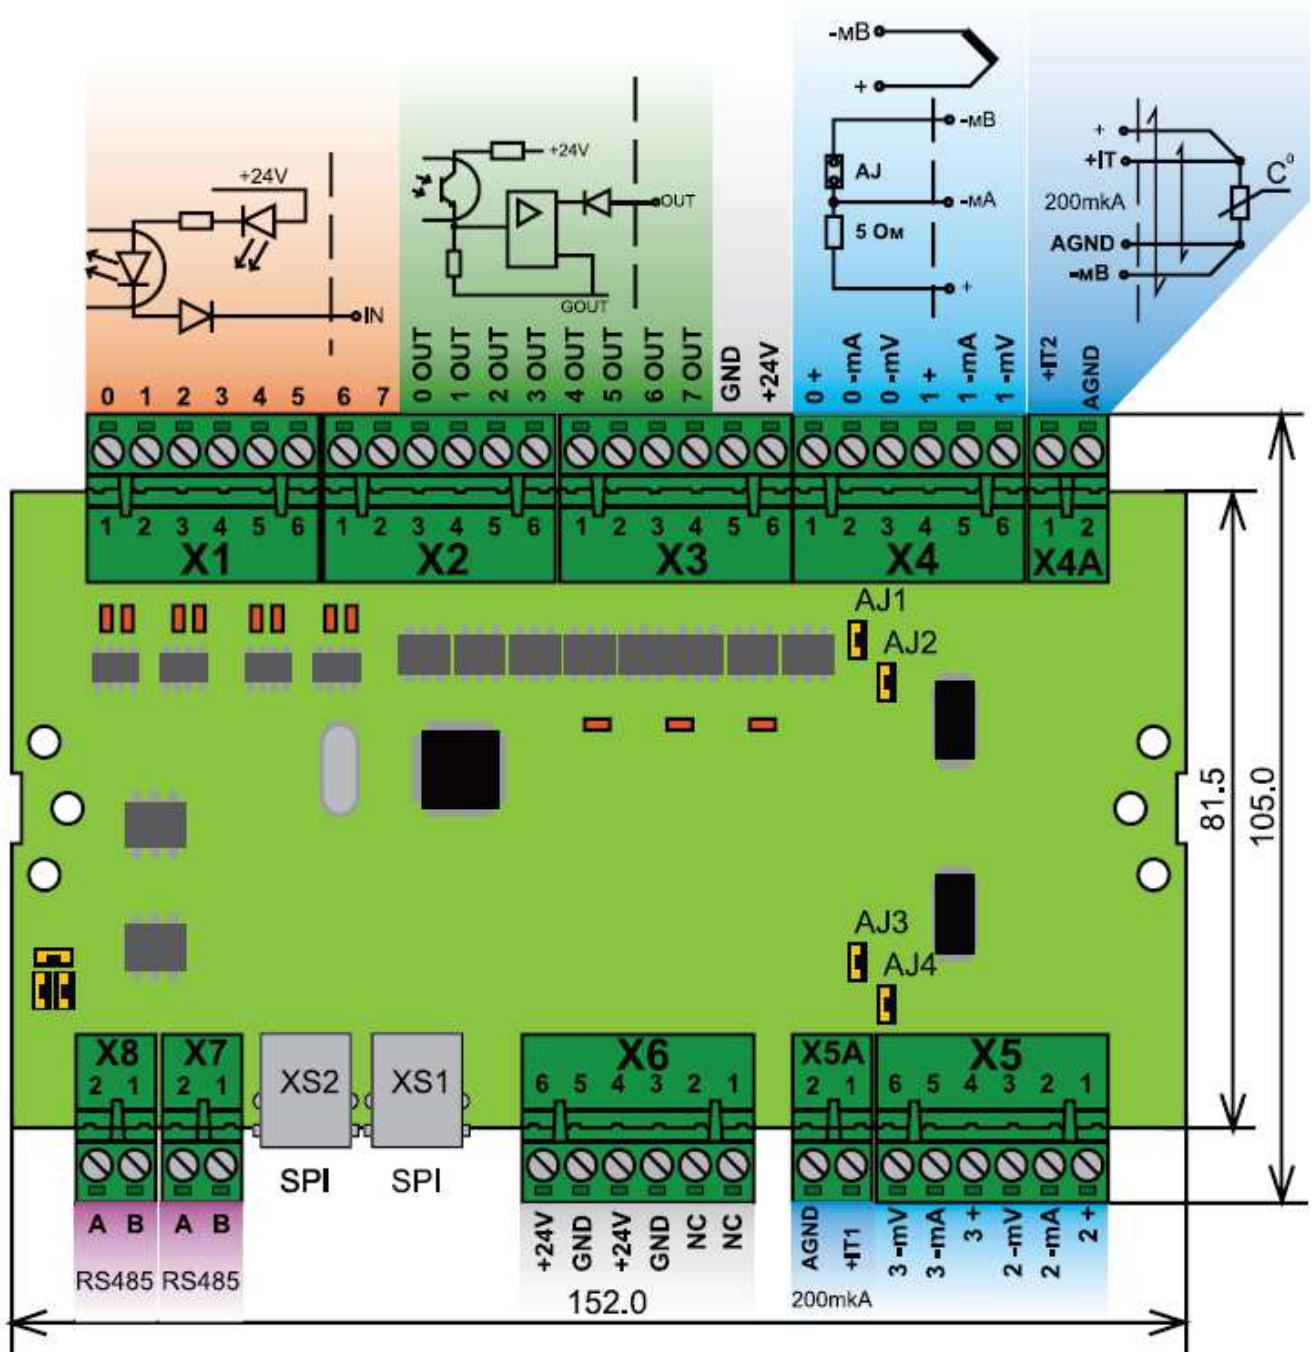 -мВ
+
-мВ
AJ
-мА
5 Ом
+
+24V
IN
+24V
OUT
GOUT
+
+IT
200mkA
AGND
-мВ
C°
0 1 2 3 4 5 6 7
0 OUT
1 OUT
2 OUT
3 OUT
4 OUT
5 OUT
6 OUT
7 OUT
GND
+24V
0 +
0 -mA
0 -mV
1 +
1 -mA
1 -mV
+IT2
AGND
1 2 3 4 5 6 1 2 3 4 5 6 1 2 3 4 5 6 1 2 3 4 5 6 1 2
X1 X2 X3 X4 X4A
AJ1
AJ2
81.5
105.0
AJ3
AJ4
X8 X7 X6 X5A X5
2 1 2 1 6 5 4 3 2 1 2 1 6 5 4 3 2 1
XS2 XS1
SPI SPI
A B A B
RS485 RS485
+24V
GND
+24V
GND
NC
NC
AGND
+IT1
3 -mV
3 -mA
3 +
2 -mV
2 -mA
2 +
200mkA
152.0